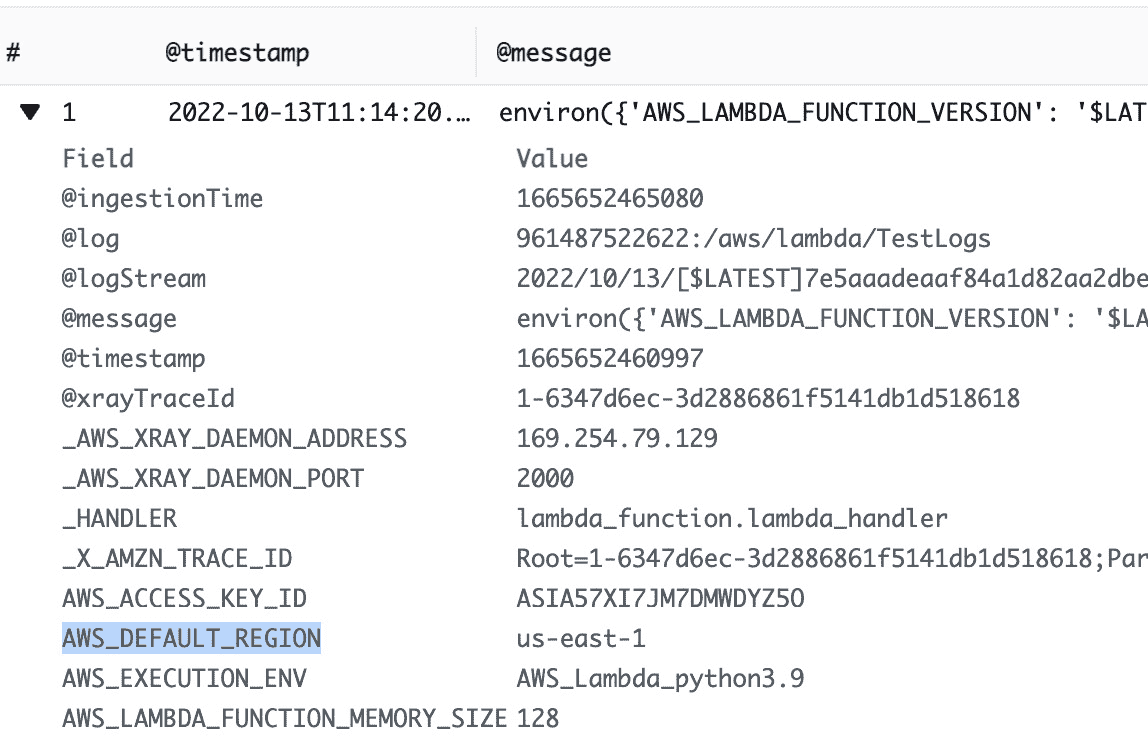 # @timestamp @message
▼ 1 2022-10-13T11:14:20.… environ({'AWS_LAMBDA_FUNCTION_VERSION': '$LAT
Field Value
@ingestionTime 1665652465080
@log 961487522622:/aws/lambda/TestLogs
@logStream 2022/10/13/[$LATEST]7e5aaadeaaf84a1d82aa2dbe
@message environ({'AWS_LAMBDA_FUNCTION_VERSION': '$LA
@timestamp 1665652460997
@xrayTraceId 1-6347d6ec-3d2886861f5141db1d518618
_AWS_XRAY_DAEMON_ADDRESS 169.254.79.129
_AWS_XRAY_DAEMON_PORT 2000
_HANDLER lambda_function.lambda_handler
_X_AMZN_TRACE_ID Root=1-6347d6ec-3d2886861f5141db1d518618;Par
AWS_ACCESS_KEY_ID ASIA57XI7JM7DMWDYZ5O
AWS_DEFAULT_REGION us-east-1
AWS_EXECUTION_ENV AWS_Lambda_python3.9
AWS_LAMBDA_FUNCTION_MEMORY_SIZE 128